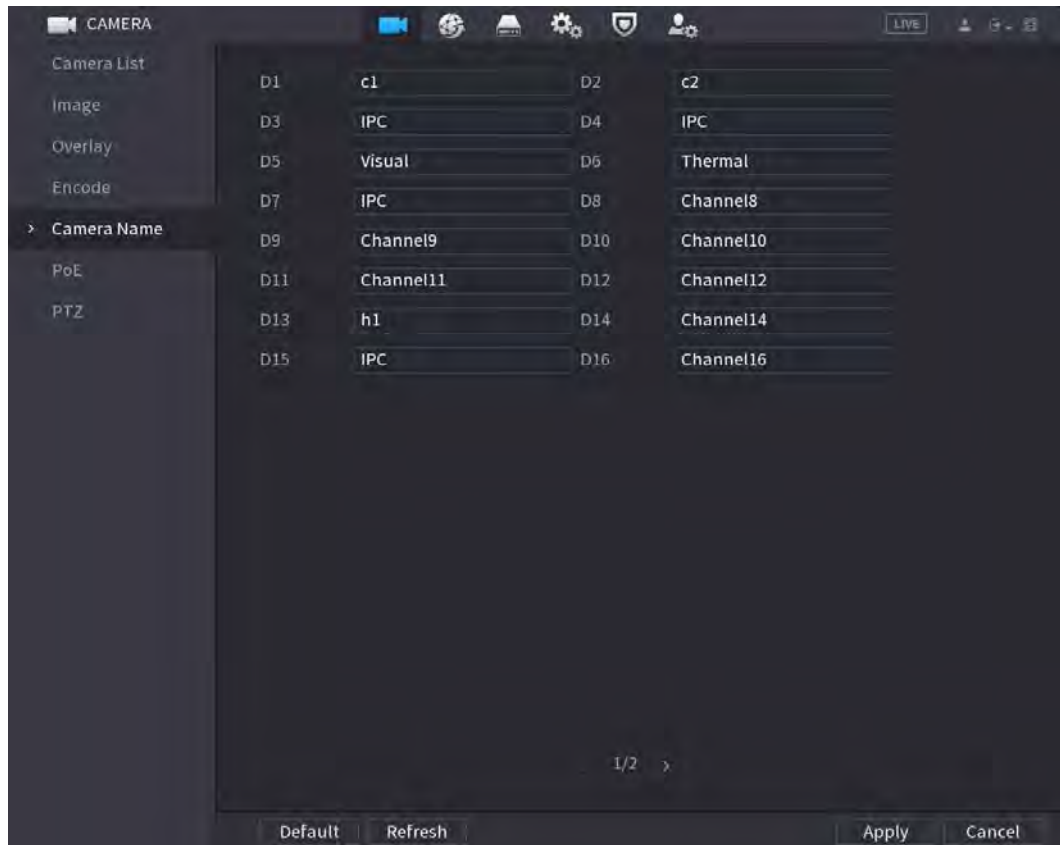 CAMERA
LIVE
Camera List
Image
Overlay
Encode
Camera Name
PoE
PTZ
D1 c1 D2 c2
D3 IPC D4 IPC
D5 Visual D6 Thermal
D7 IPC D8 Channel8
D9 Channel9 D10 Channel10
D11 Channel11 D12 Channel12
D13 h1 D14 Channel14
D15 IPC D16 Channel16
1/2 >
Default Refresh Apply Cancel